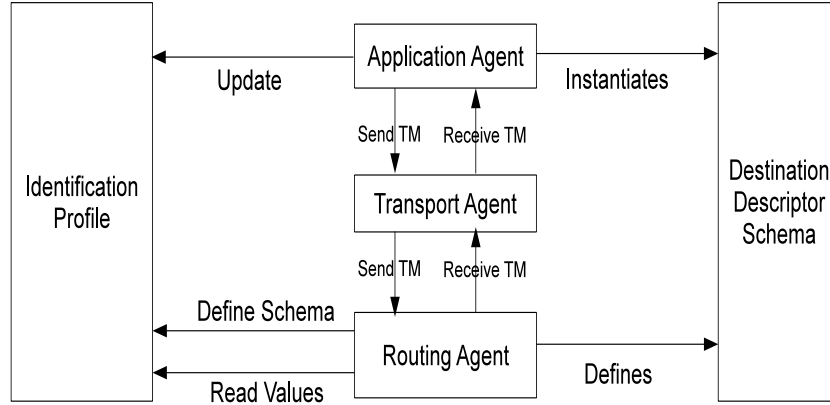 Application Agent
Update
Instantiates
Send TM
Receive TM
Identification
Profile
Transport Agent
Destination
Descriptor
Schema
Send TM
Receive TM
Define Schema
Routing Agent
Read Values
Defines